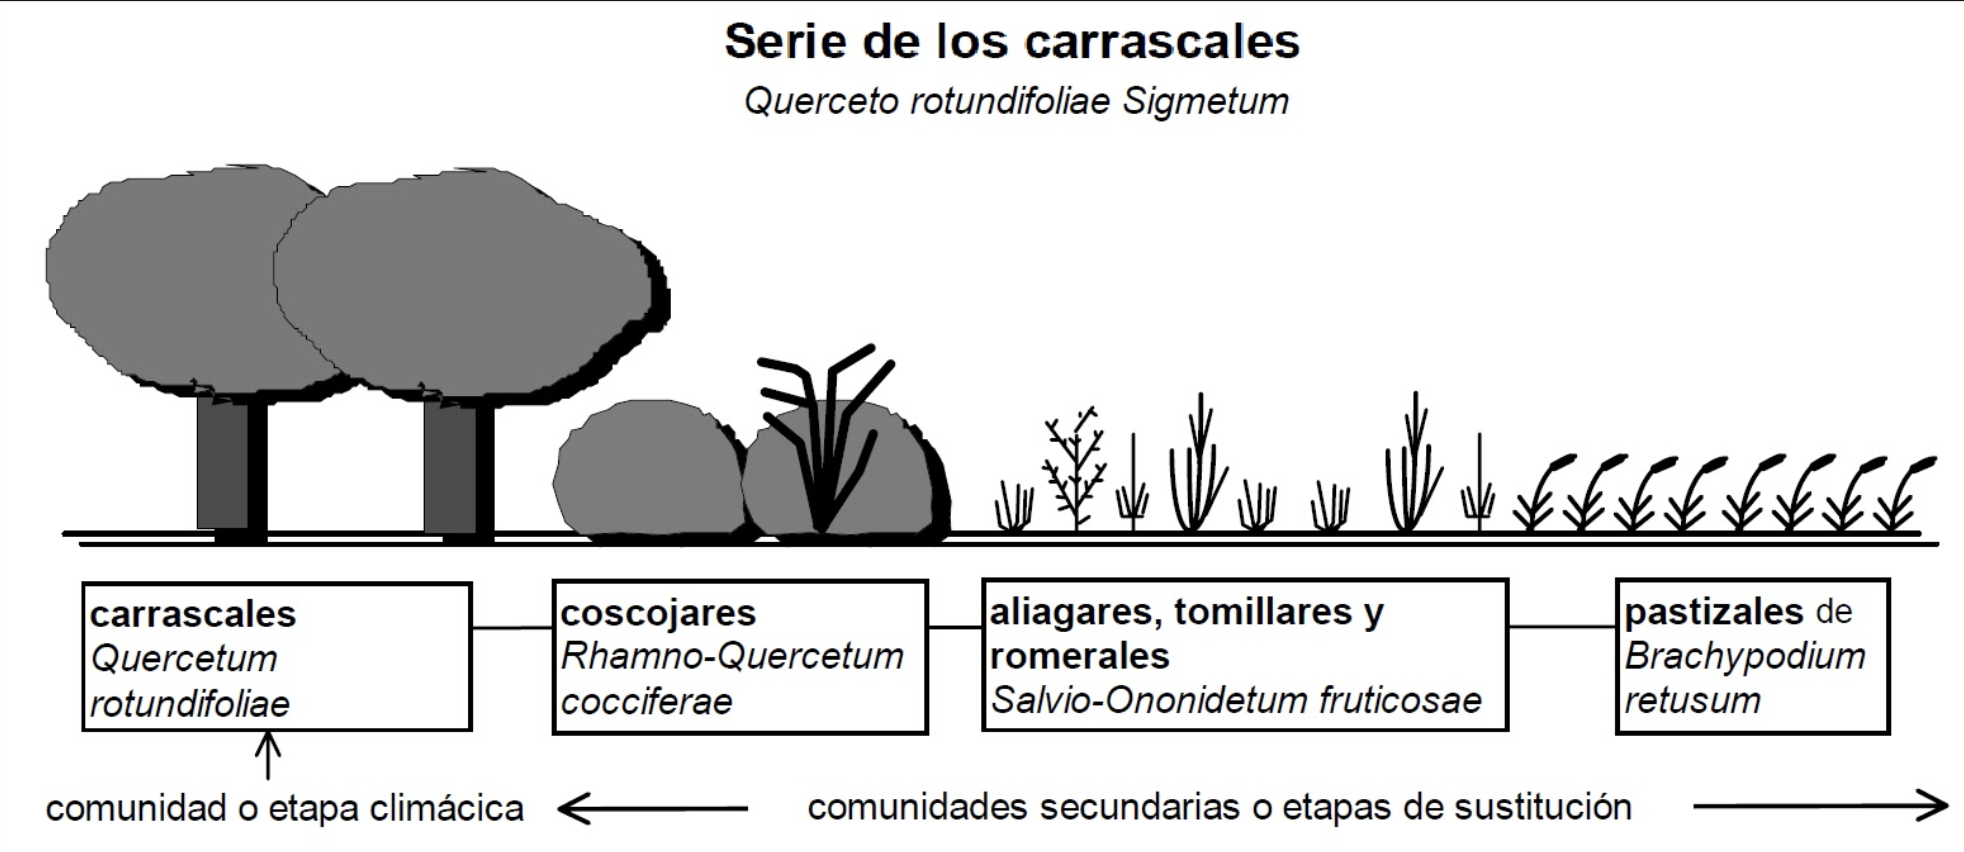 Serie de los carrascales
Querceto rotundifoliae Sigmetum
carrascales
Quercetum
rotundifoliae
coscojares
Rhamno-Quercetum
cocciferae
aliagares, tomillares y
romerales
Salvio-Ononidetum fruticosae
pastizales de
Brachypodium
retusum
comunidad o etapa climácica
comunidades secundarias o etapas de sustitución